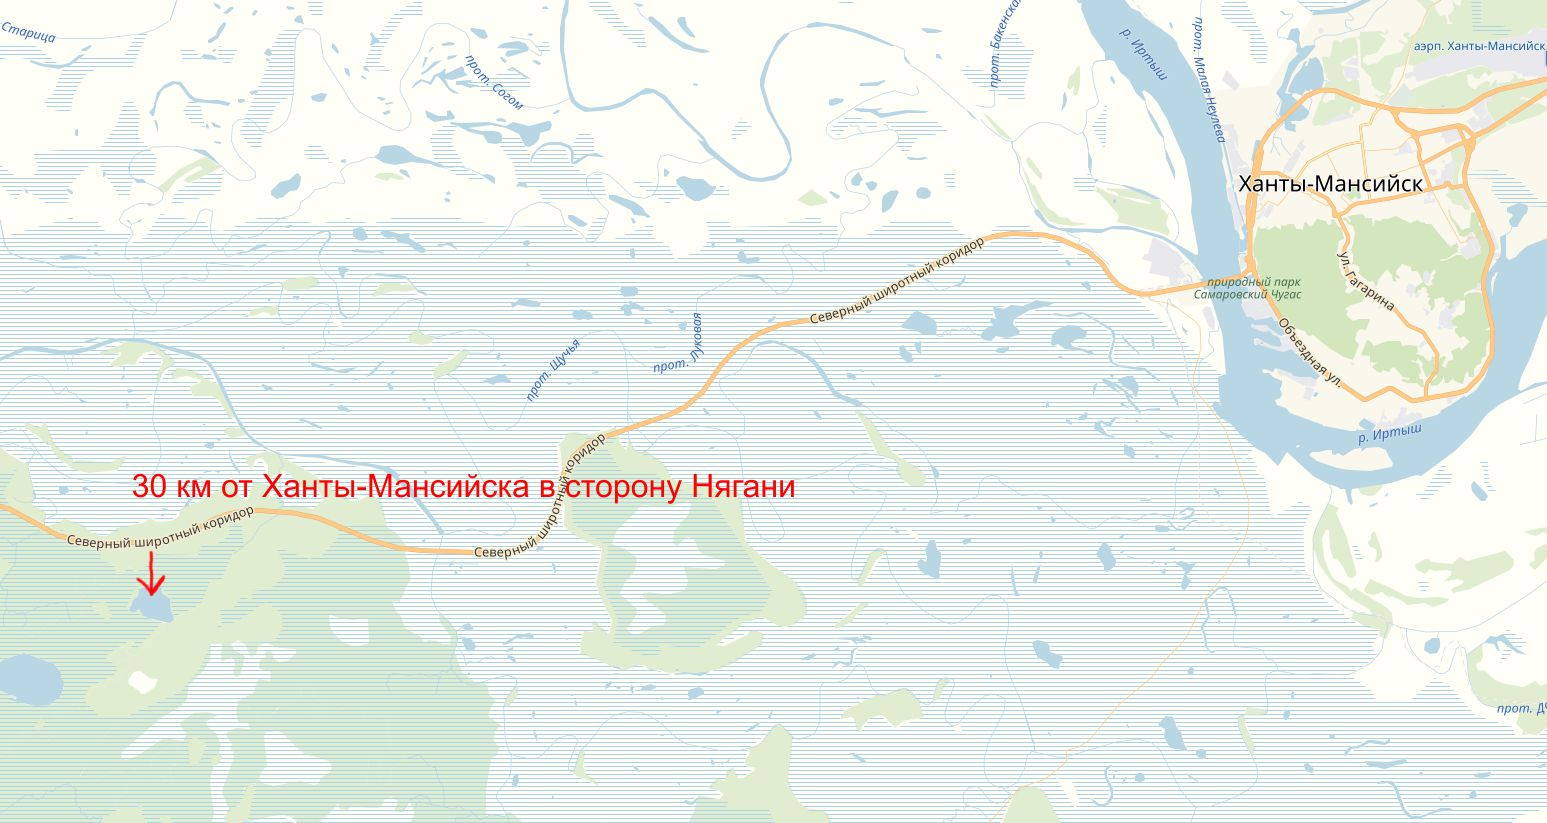 Старица
прот. Согом
прот. Бакенская
р. Иртыш
прот. Малая Неулева
аэрп. Ханты-Мансийск
Ханты-Мансийск
природный парк
Самаровский Чугас
ул. Гагарина
Объездная ул.
р. Иртыш
Северный широтный коридор
прот. Луковая
прот. Щучья
Северный широтный коридор
30 км от Ханты-Мансийска в сторону Нягани
Северный широтный коридор
Северный широтный коридор
прот.